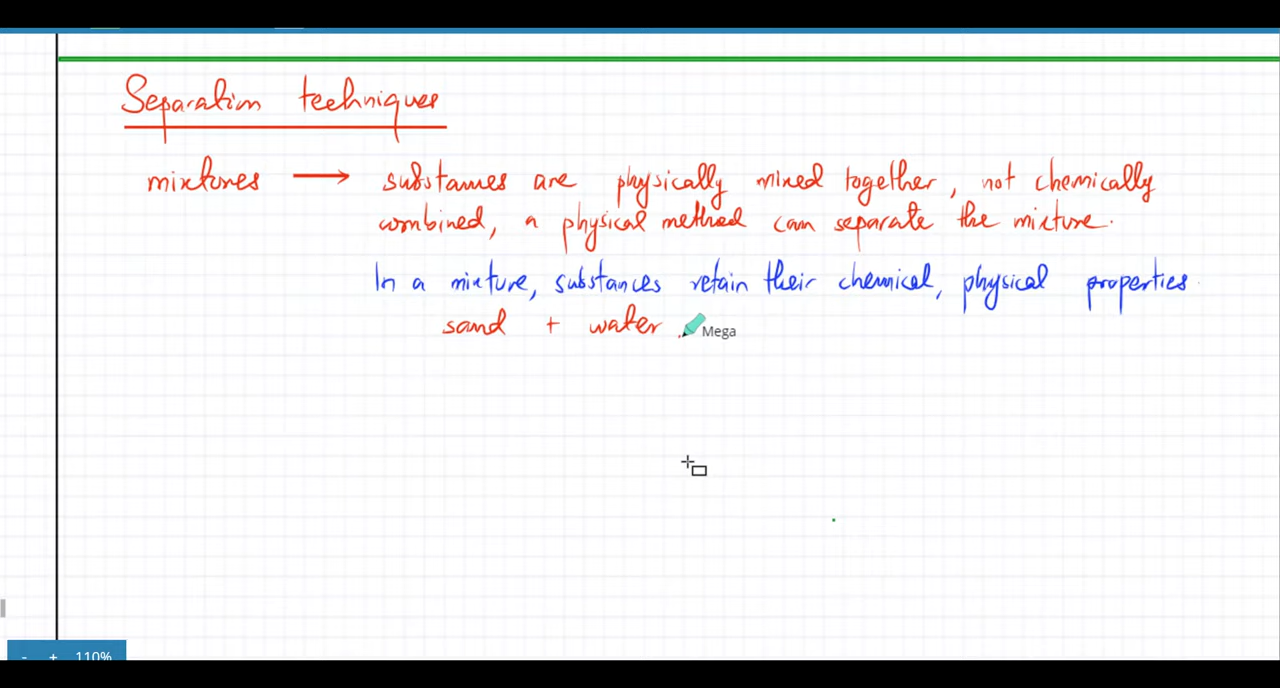 Separation techniques
mixtures → substances are physically mixed together, not chemically
combined, a physical method can separate the mixture.
In a mixture, substances retain their chemical, physical properties.
sand + water .
Mega
- + 110%